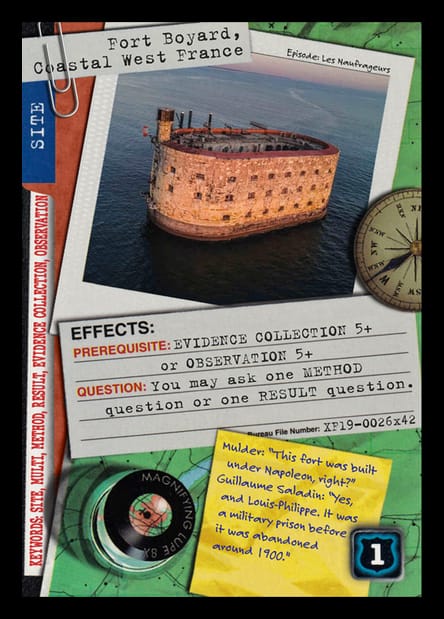 Fort Boyard,
Coastal West France
Episode: Les Naufrageurs
SITE
KEYWORDS: SITE, MULTI, METHOD, RESULT, EVIDENCE COLLECTION, OBSERVATION
EFFECTS:
PREREQUISITE: EVIDENCE COLLECTION 5+
or OBSERVATION 5+
QUESTION: You may ask one METHOD
question or one RESULT question.
Bureau File Number: XF19-0026x42
MAGNIFYING LUPE 8X
Mulder: "This fort was built
under Napoleon, right?"
Guillaume Saladin: "Yes,
and Louis-Philippe. It was
a military prison before
it was abandoned
around 1900."
1